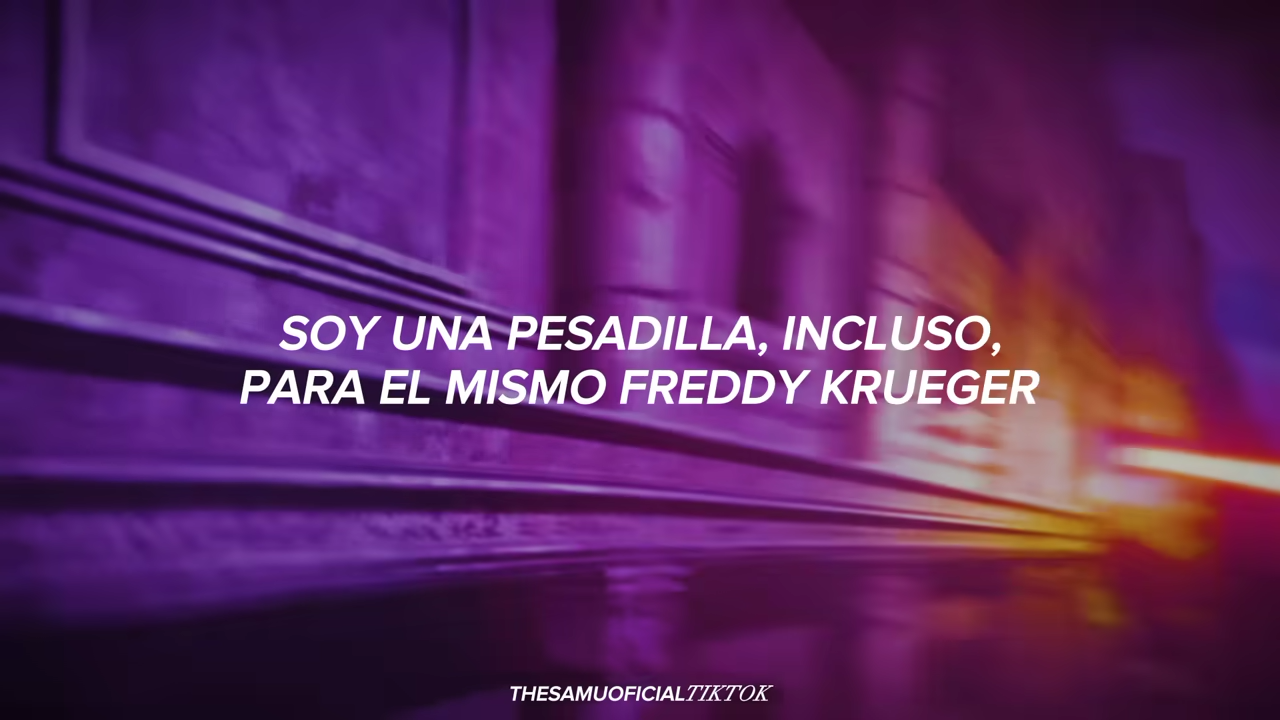 SOY UNA PESADILLA, INCLUSO,
PARA EL MISMO FREDDY KRUEGER
THESAMUOFICIALTIKTOK